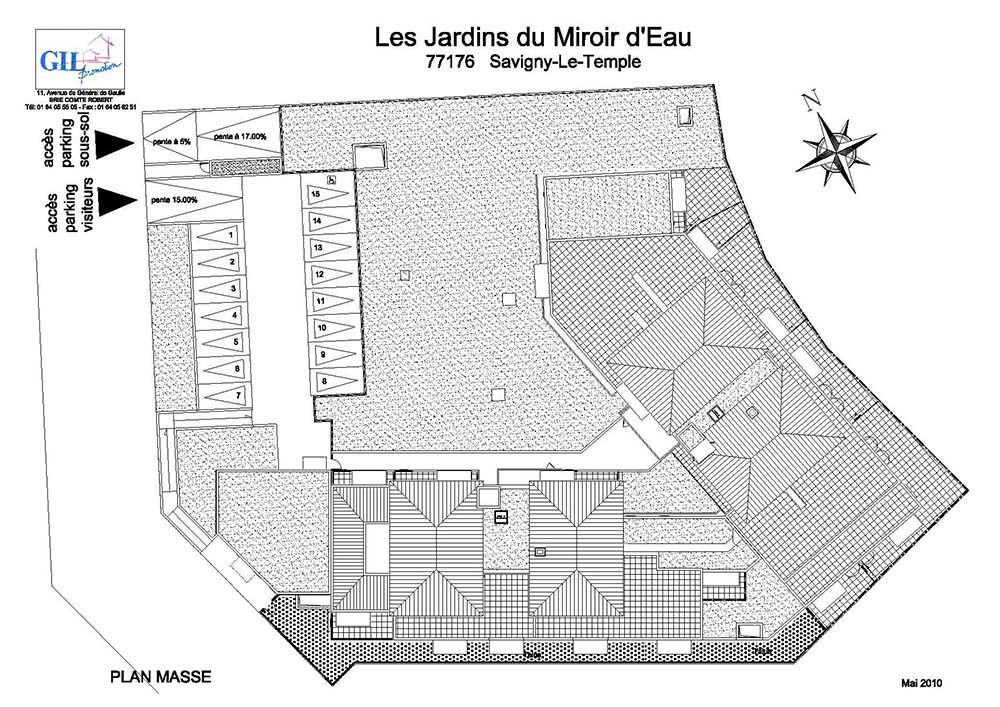 Les Jardins du Miroir d'Eau
77176 Savigny-Le-Temple
GIL
Promotion
11, Avenue du Général de Gaulle
BRIE COMTE ROBERT
Tél: 01 64 05 55 05 - Fax : 01 64 05 62 51
N
accès
parking
sous-sol
pente à 5%
pente à 17.00%
accès
parking
visiteurs
pente 15.00%
1
2
3
4
5
6
7
15
14
13
12
11
10
9
8
PLAN MASSE
Mai 2010